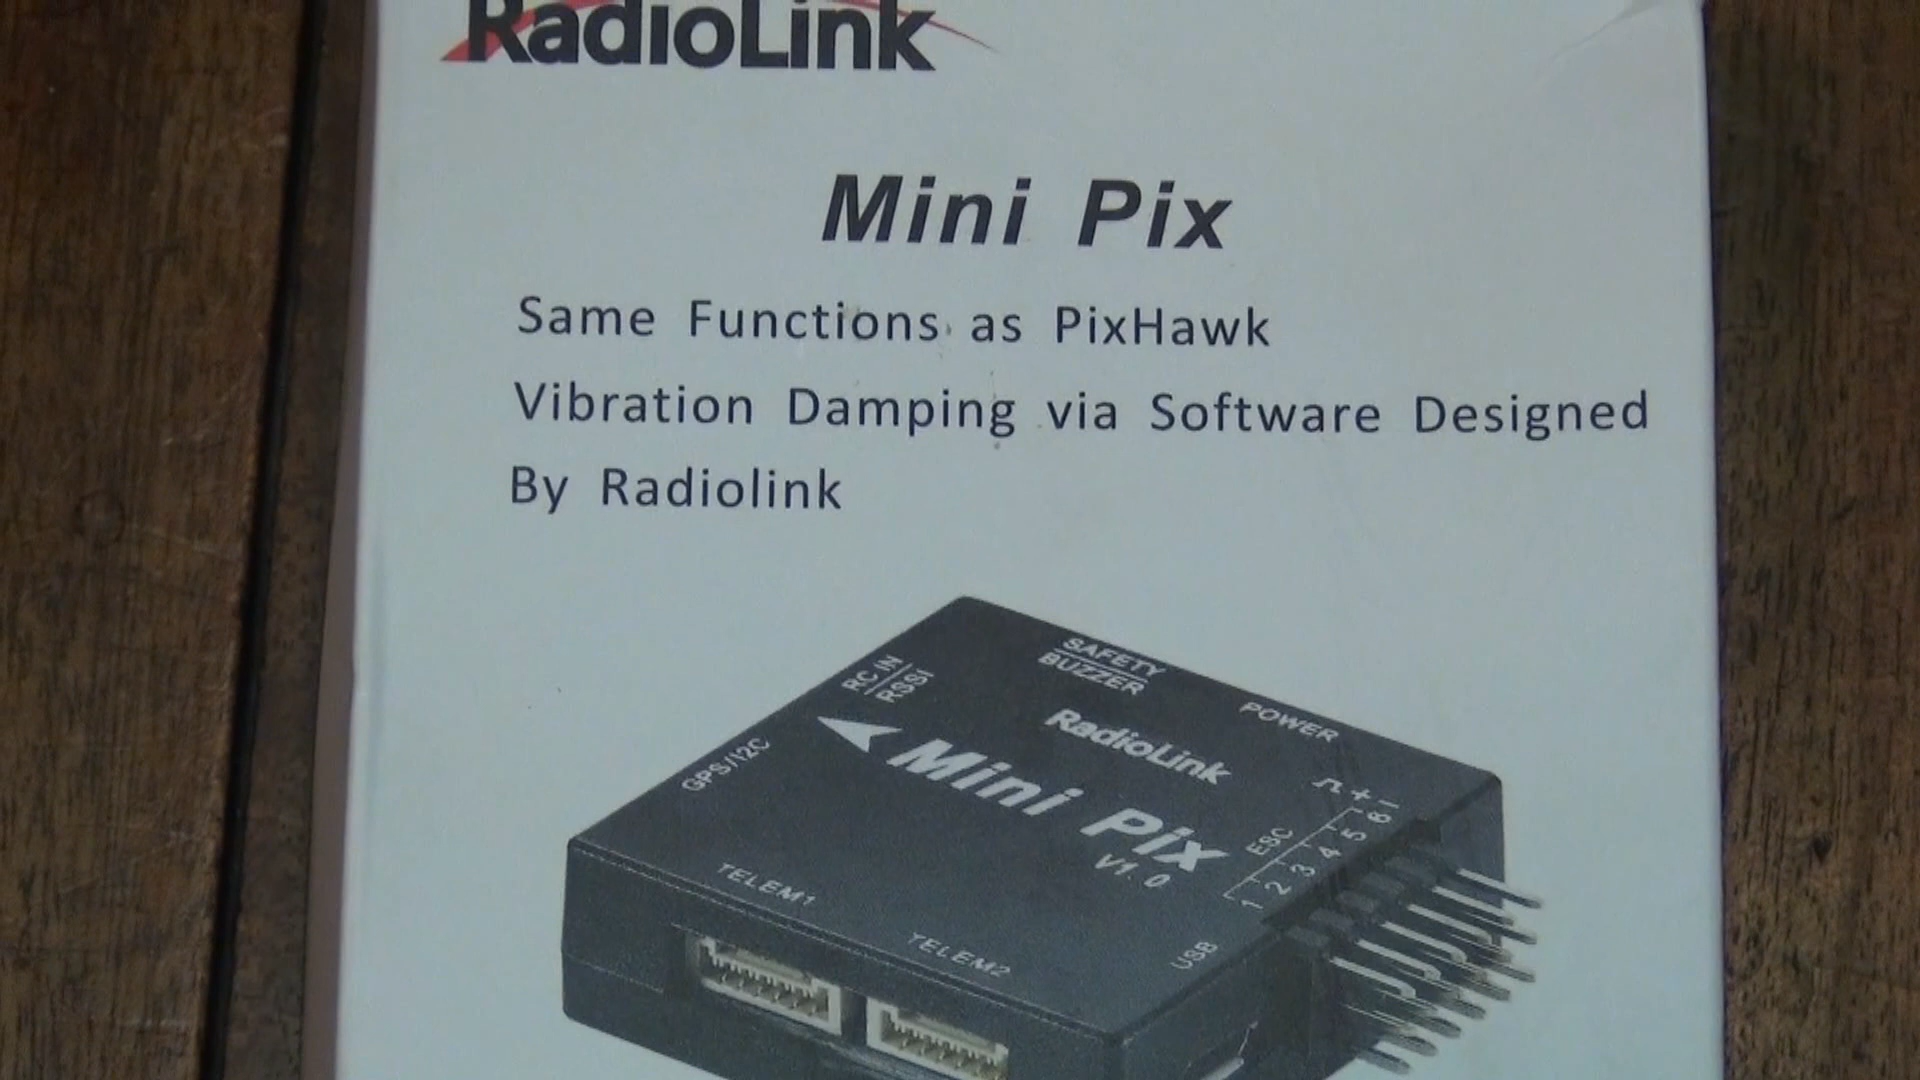 RadioLink
Mini Pix
Same Functions as PixHawk
Vibration Damping via Software Designed
By Radiolink
SAFETY
BUZZER
RC IN
RSSI
POWER
RadioLink
GPS/I2C
Mini Pix
V1.0
+ -
ESC
1 2 3 4 5 6
TELEM1
TELEM2
USB